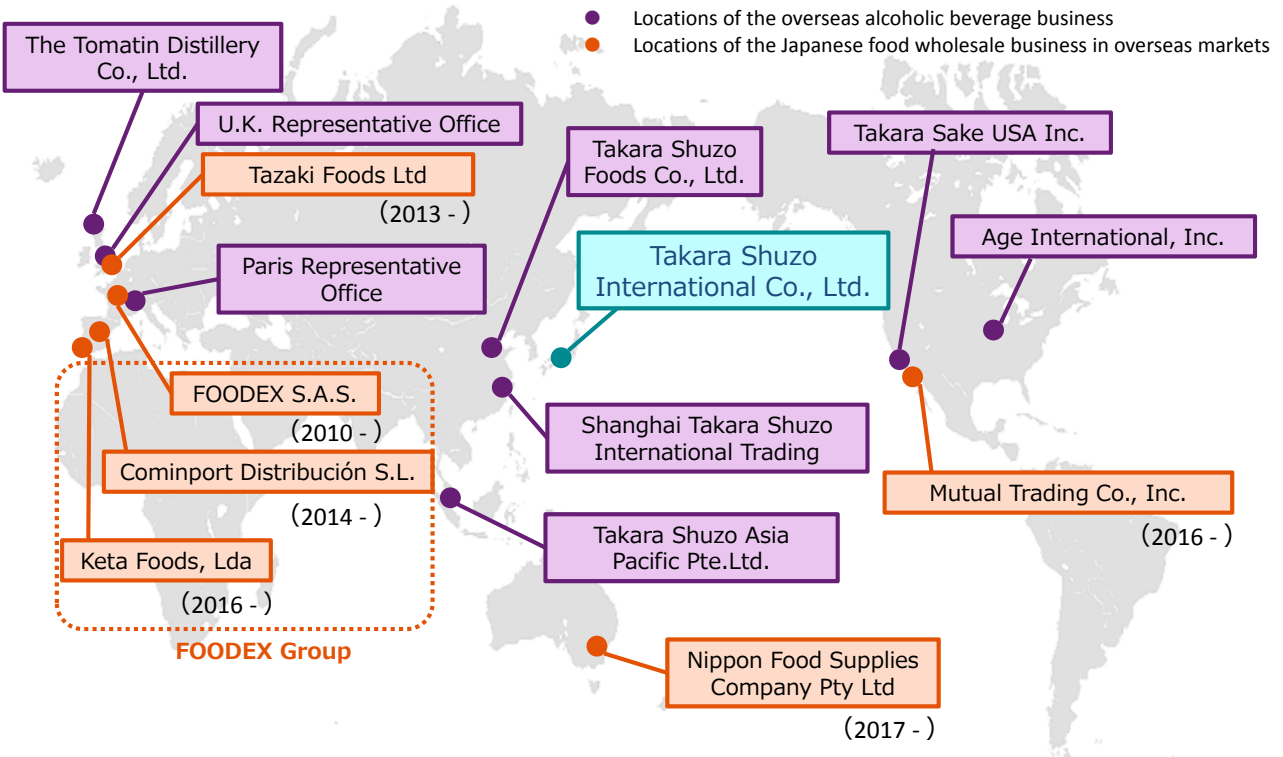 Locations of the overseas alcoholic beverage business
Locations of the Japanese food wholesale business in overseas markets
The Tomatin Distillery
Co., Ltd.
U.K. Representative Office
Tazaki Foods Ltd
(2013 - )
Paris Representative
Office
Takara Shuzo
Foods Co., Ltd.
Takara Shuzo
International Co., Ltd.
Takara Sake USA Inc.
Age International, Inc.
FOODEX S.A.S.
(2010 - )
Cominport Distribución S.L.
(2014 - )
Keta Foods, Lda
(2016 - )
FOODEX Group
Shanghai Takara Shuzo
International Trading
Takara Shuzo Asia
Pacific Pte.Ltd.
Mutual Trading Co., Inc.
(2016 - )
Nippon Food Supplies
Company Pty Ltd
(2017 - )